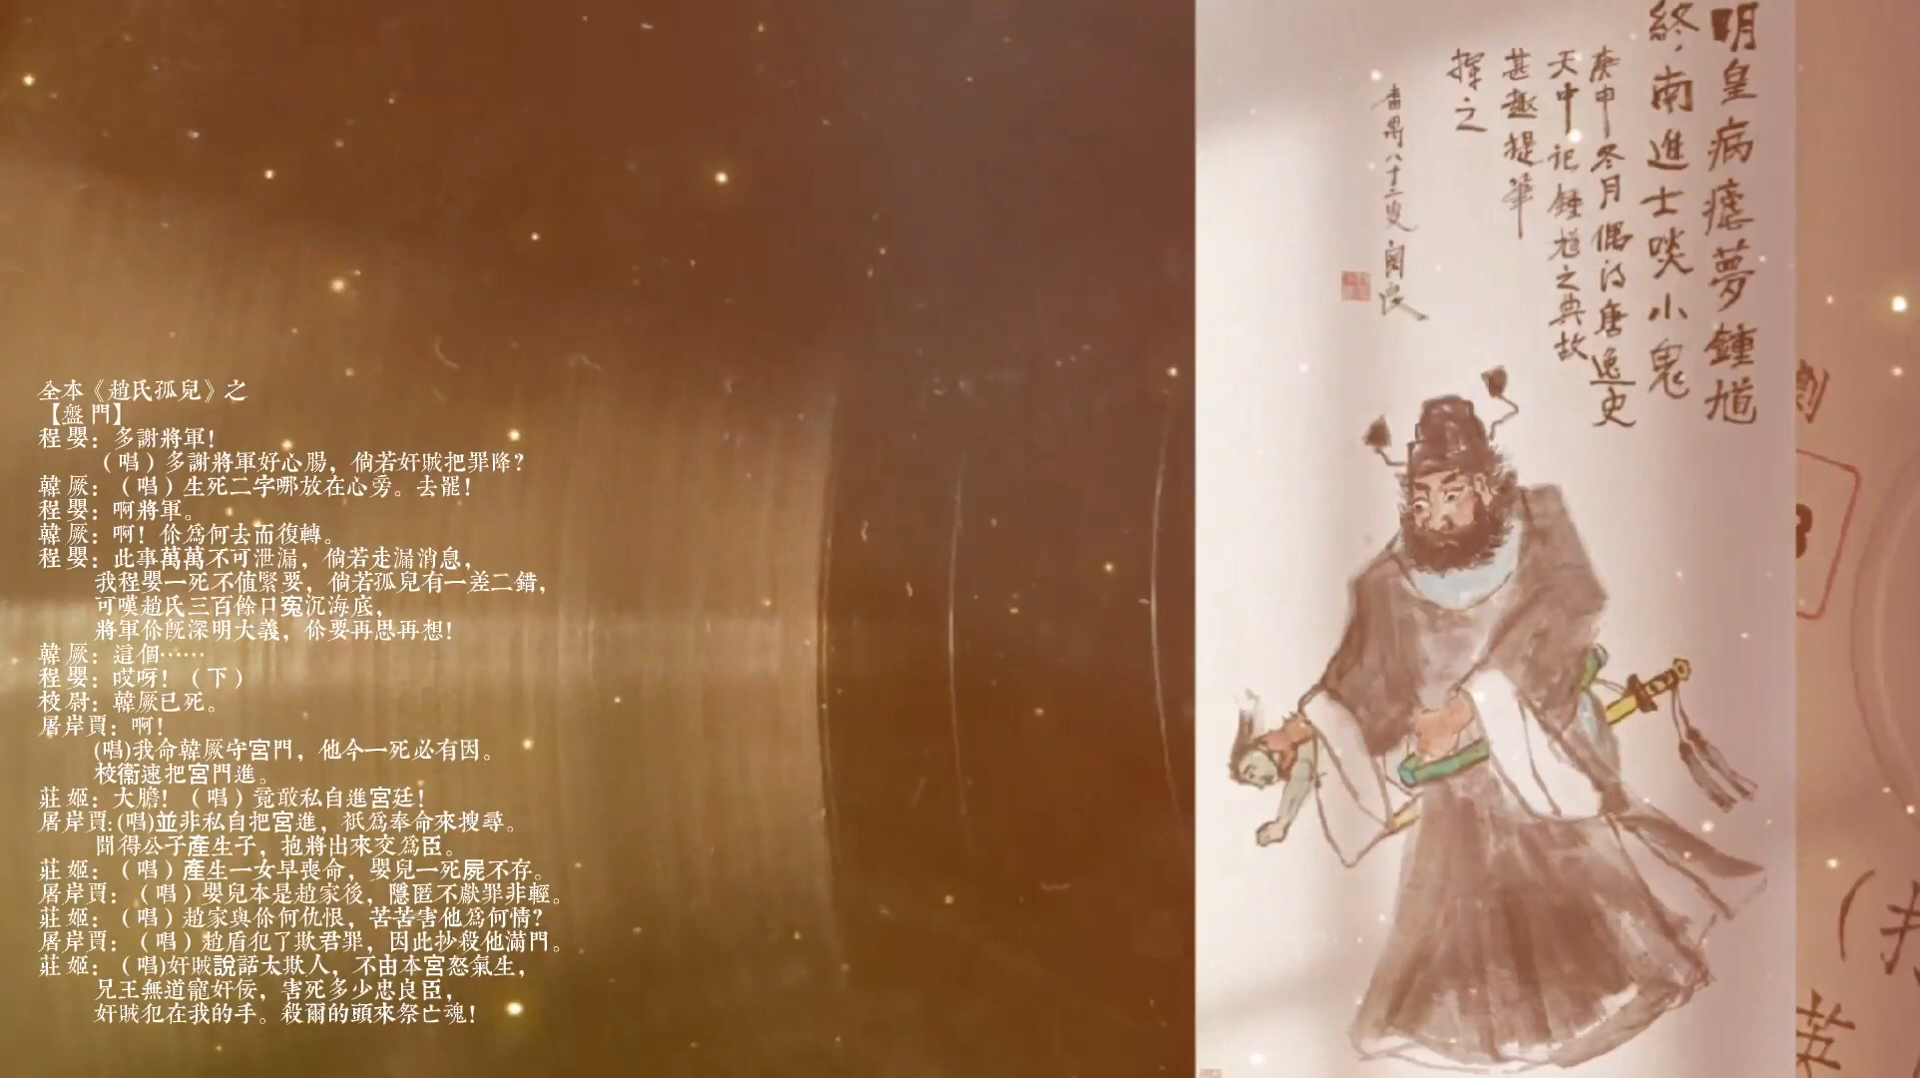 全本《趙氏孤兒》之
【盤門】
程嬰：多謝將軍！
（唱）多謝將軍好心腸，倘若奸賊把罪降？
韓厥：（唱）生死二字哪放在心旁。去罷！
程嬰：啊將軍。
韓厥：啊！你爲何去而復轉。
程嬰：此事萬萬不可泄漏，倘若走漏消息，
我程嬰一死不值緊要，倘若孤兒有一差二錯，
可嘆趙氏三百餘口冤沉海底，
將軍你既深明大義，你要再思再想！
韓厥：這個……
程嬰：哎呀！（下）
校尉：韓厥已死。
屠岸賈：啊！
(唱)我命韓厥守宮門，他今一死必有因。
校衞速把宮門進。
莊姬：大膽！（唱）竟敢私自進宮廷！
屠岸賈:(唱)並非私自把宮進，祇爲奉命來搜尋。
聞得公子產生子，抱將出來交爲臣。
莊姬：（唱）產生一女早喪命，嬰兒一死屍不存。
屠岸賈：（唱）嬰兒本是趙家後，隱匿不獻罪非輕。
莊姬：（唱）趙家與你何仇恨，苦苦害他爲何情？
屠岸賈：（唱）趙盾犯了欺君罪，因此抄殺他滿門。
莊姬：（唱)奸賊說話太欺人，不由本宮怒氣生，
兄王無道寵奸佞，害死多少忠良臣，
奸賊犯在我的手。殺爾的頭來祭亡魂！
明皇病瘧夢鍾馗
終南進士啖小鬼
庚申冬月偶得唐逸史
天中記鍾馗之典故
甚趣提筆
揮之
番禺八十二叟
劇
英